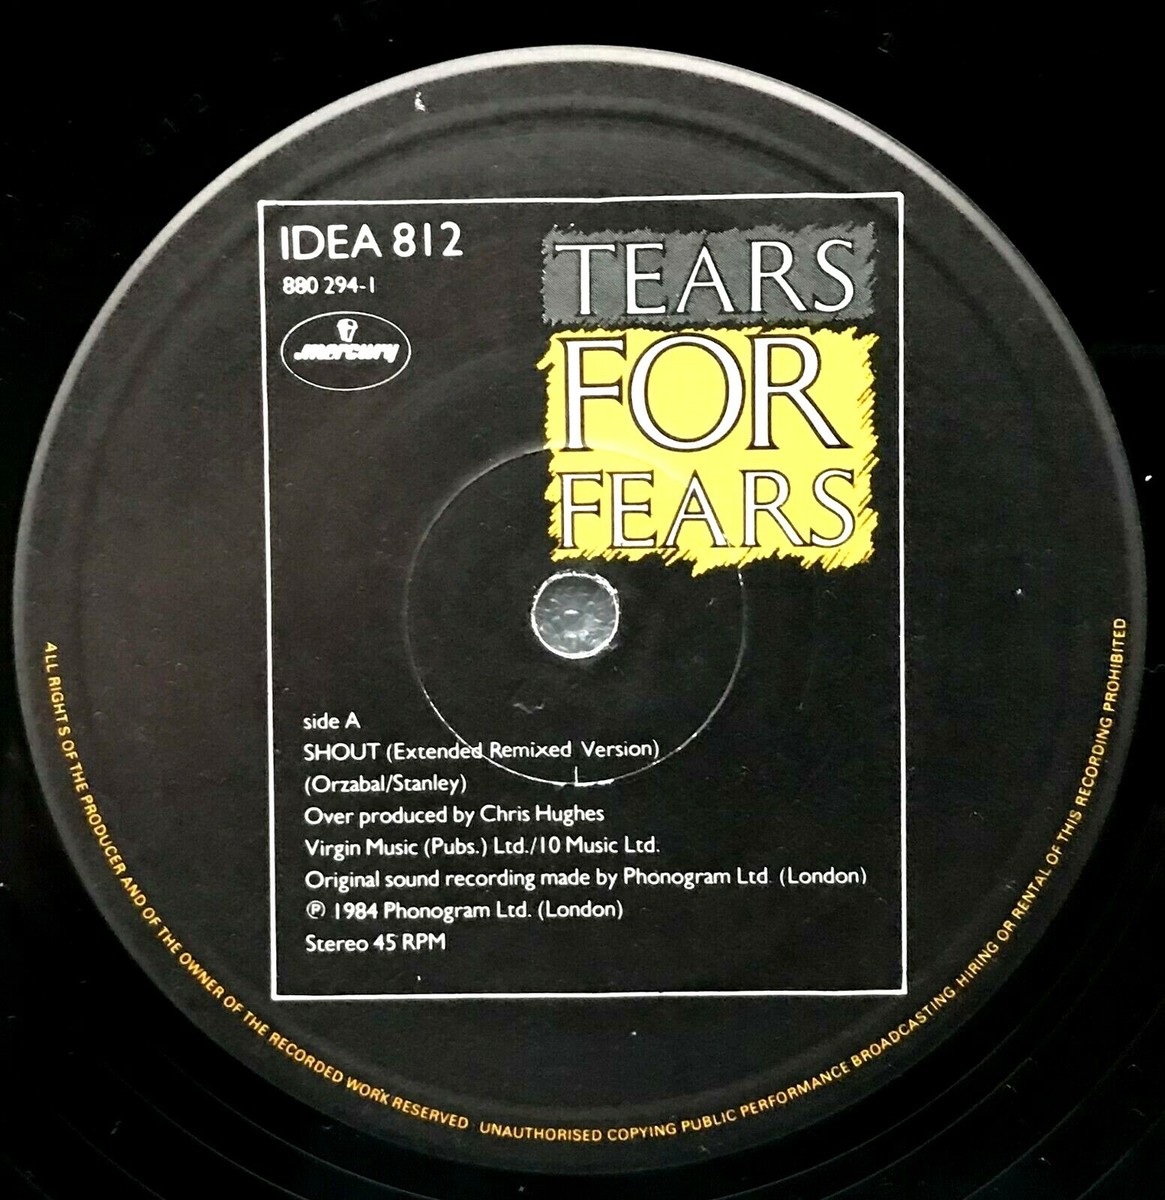 IDEA 812
880 294-1
mercury
TEARS
FOR
FEARS
side A
SHOUT (Extended Remixed Version)
(Orzabal/Stanley)
Over produced by Chris Hughes
Virgin Music (Pubs.) Ltd./10 Music Ltd.
Original sound recording made by Phonogram Ltd. (London)
℗ 1984 Phonogram Ltd. (London)
Stereo 45 RPM
ALL RIGHTS OF THE PRODUCER AND OF THE OWNER OF THE RECORDED WORK RESERVED UNAUTHORISED COPYING PUBLIC PERFORMANCE BROADCASTING HIRING OR RENTAL OF THIS RECORDING PROHIBITED